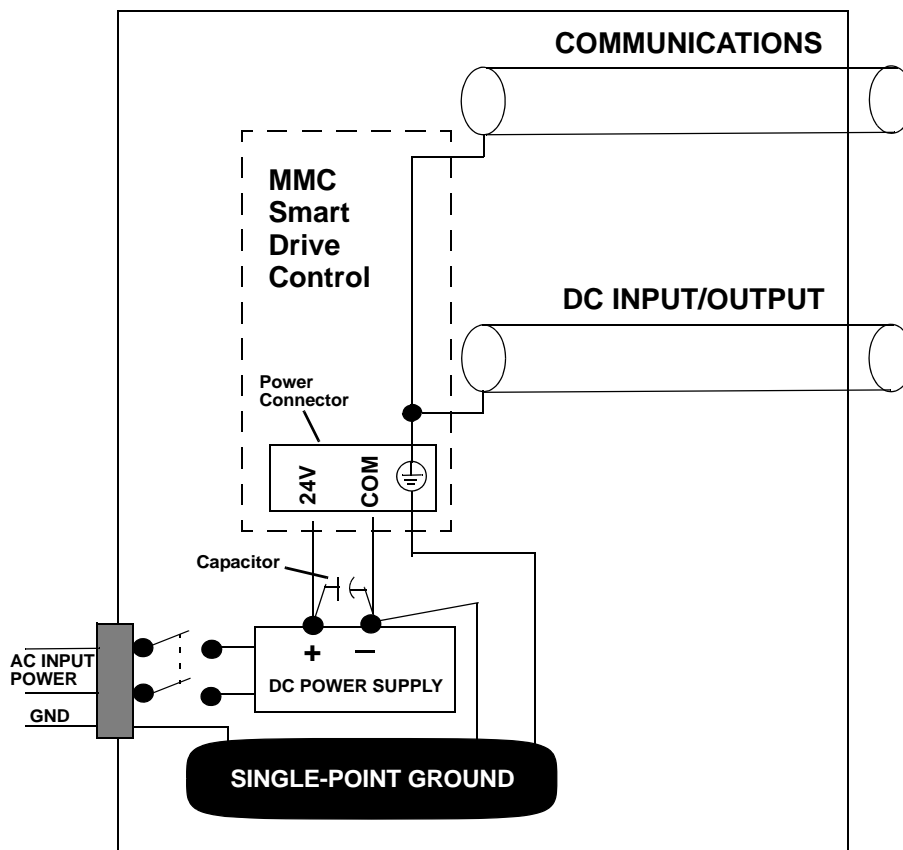 COMMUNICATIONS
MMC
Smart
Drive
Control
DC INPUT/OUTPUT
Power
Connector
24V
COM
Capacitor
+
−
DC POWER SUPPLY
AC INPUT
POWER
GND
SINGLE-POINT GROUND